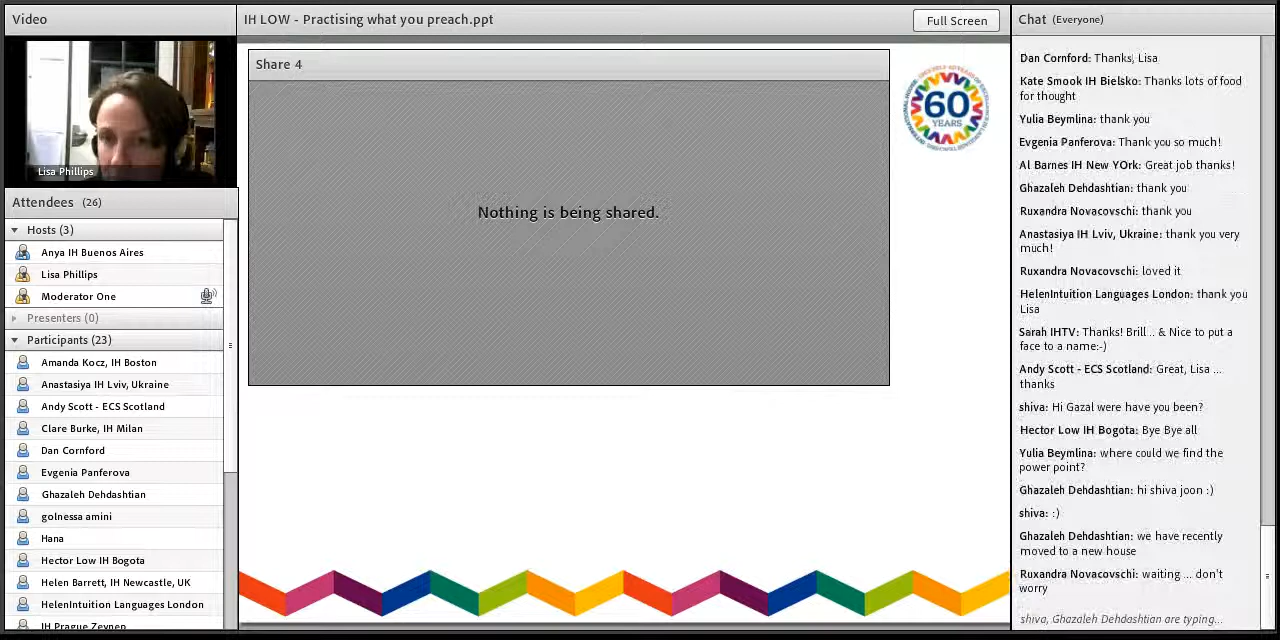 Video
Lisa Phillips
Attendees (26)
Hosts (3)
Anya IH Buenos Aires
Lisa Phillips
Moderator One
Presenters (0)
Participants (23)
Amanda Kocz, IH Boston
Anastasiya IH Lviv, Ukraine
Andy Scott - ECS Scotland
Clare Burke, IH Milan
Dan Cornford
Evgenia Panferova
Ghazaleh Dehdashtian
golnessa amini
Hana
Hector Low IH Bogota
Helen Barrett, IH Newcastle, UK
HelenIntuition Languages London
IH Prague Zeynep
IH LOW - Practising what you preach.ppt
Full Screen
Share 4
Nothing is being shared.
60
YEARS
Chat (Everyone)
Dan Cornford: Thanks, Lisa
Kate Smook IH Bielsko: Thanks lots of food
for thought
Yulia Beymlina: thank you
Evgenia Panferova: Thank you so much!
Al Barnes IH New YOrk: Great job thanks!
Ghazaleh Dehdashtian: thank you
Ruxandra Novacovschi: thank you
Anastasiya IH Lviv, Ukraine: thank you very
much!
Ruxandra Novacovschi: loved it
HelenIntuition Languages London: thank you
Lisa
Sarah IHTV: Thanks! Brill .. & Nice to put a
face to a name:-)
Andy Scott - ECS Scotland: Great, Lisa ...
thanks
shiva: Hi Gazal were have you been?
Hector Low IH Bogota: Bye Bye all
Yulia Beymlina: where could we find the
power point?
Ghazaleh Dehdashtian: hi shiva joon :)
shiva: :)
Ghazaleh Dehdashtian: we have recently
moved to a new house
Ruxandra Novacovschi: waiting ... don't
worry
shiva, Ghazaleh Dehdashtian are typing...